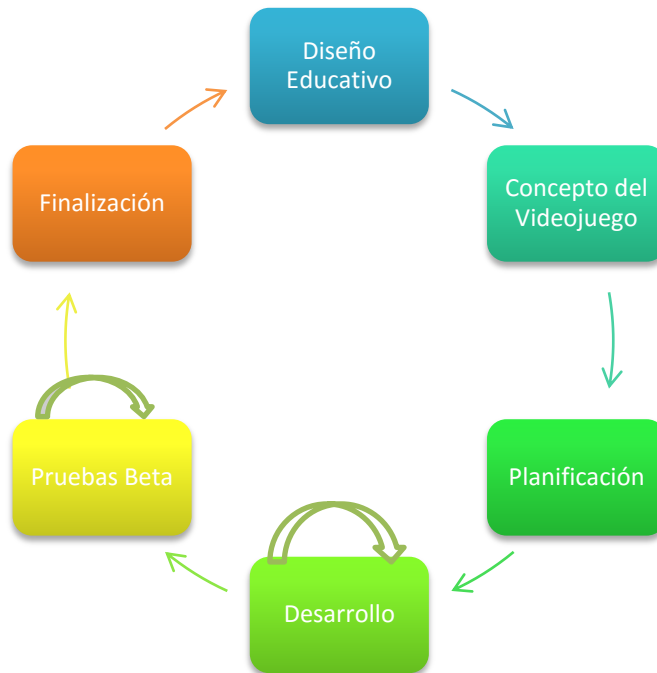 Diseño
Educativo
Concepto del
Videojuego
Planificación
Desarrollo
Pruebas Beta
Finalización